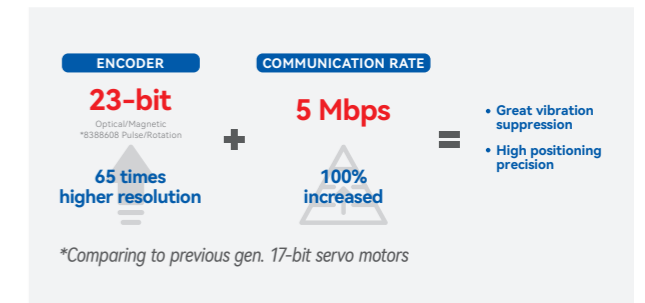 ENCODER
23-bit
Optical/Magnetic
*8388608 Pulse/Rotation
65 times
higher resolution
+
COMMUNICATION RATE
5 Mbps
100%
increased
=
• Great vibration
suppression
• High positioning
precision
*Comparing to previous gen. 17-bit servo motors